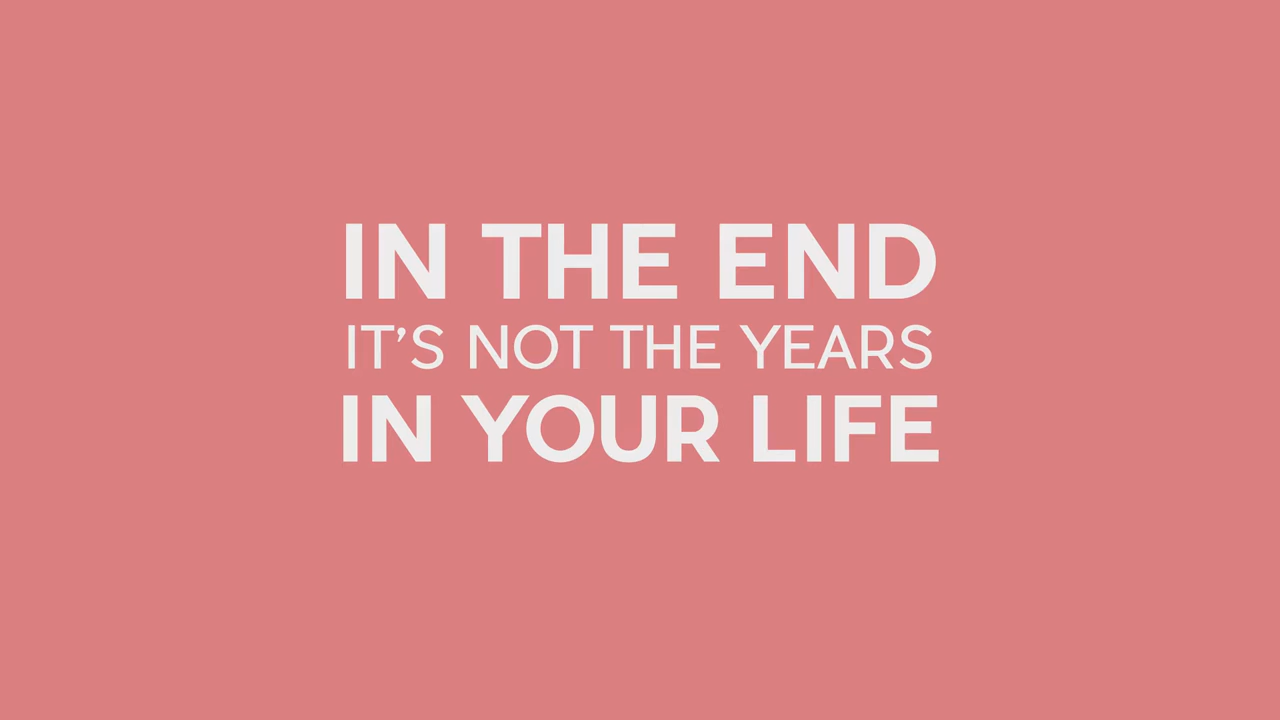 IN THE END
IT’S NOT THE YEARS
IN YOUR LIFE